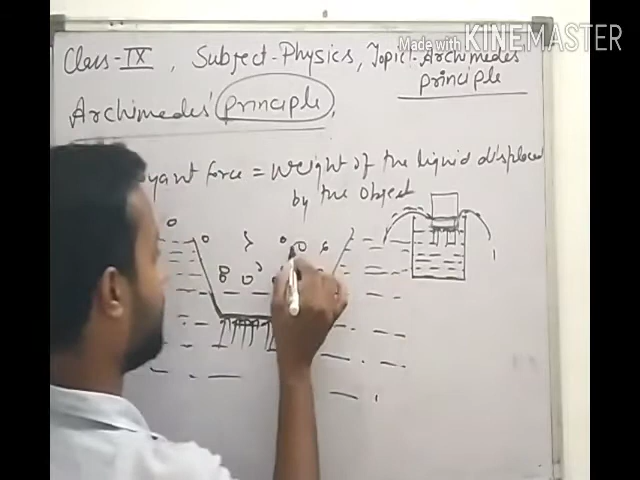 Made with KINEMASTER
Class-IX, Subject-Physics, Topic-Archimedes'
principle
Archimedes' principle,
yant force = weight of the liquid displaced
by the object